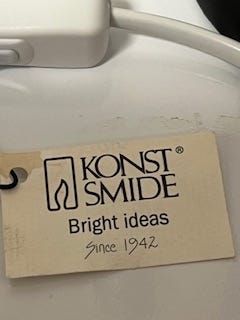 KONST®
SMIDE
Bright ideas
Since 1942